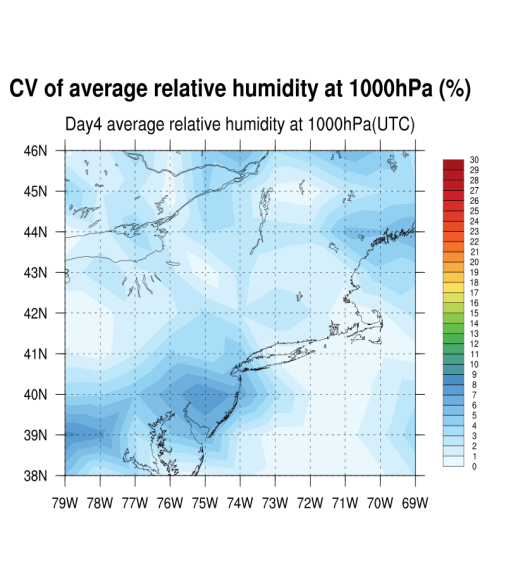 CV of average relative humidity at 1000hPa (%)
Day4 average relative humidity at 1000hPa(UTC)
46N
45N
44N
43N
42N
41N
40N
39N
38N
79W 78W 77W 76W 75W 74W 73W 72W 71W 70W 69W
30
29
28
27
26
25
24
23
22
21
20
19
18
17
16
15
14
13
12
11
10
9
8
7
6
5
4
3
2
1
0